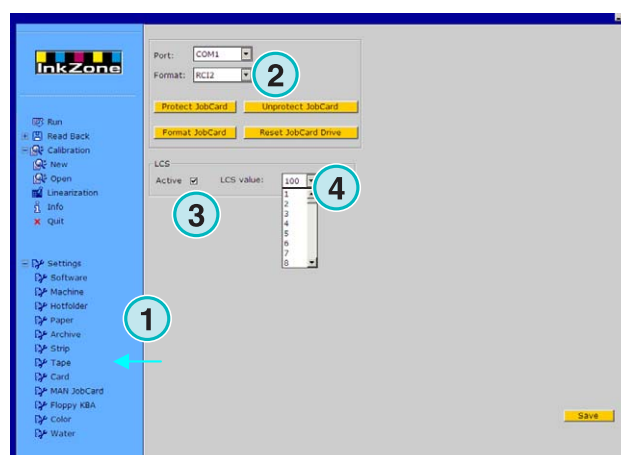 InkZone
Run
Read Back
Calibration
New
Open
Linearization
Info
Quit
Settings
Software
Machine
Hotfolder
Paper
Archive
Strip
Tape
Card
MAN JobCard
Floppy KBA
Color
Water
1
Port: COM1
Format: RCI2
2
Protect JobCard Unprotect JobCard
Format JobCard Reset JobCard Drive
LCS
Active LCS value: 100
3
4
1
2
3
4
5
6
7
8
Save